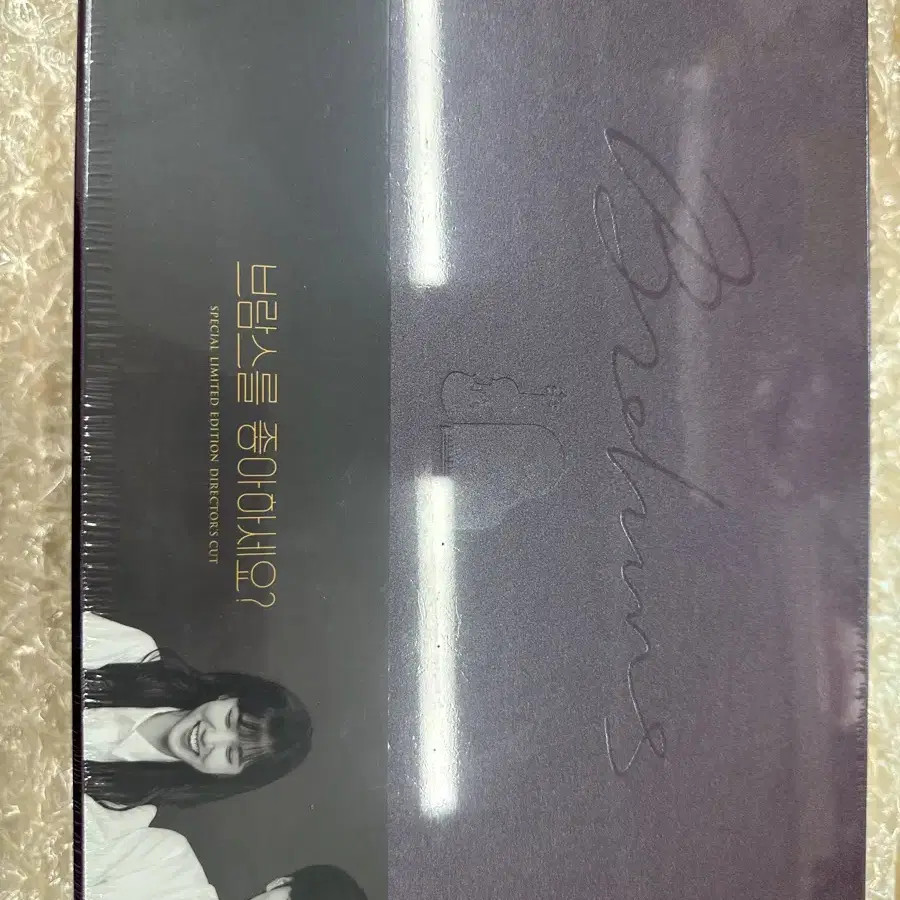 Brahms
브람스를 좋아하세요?
SPECIAL LIMITED EDITION DIRECTOR'S CUT